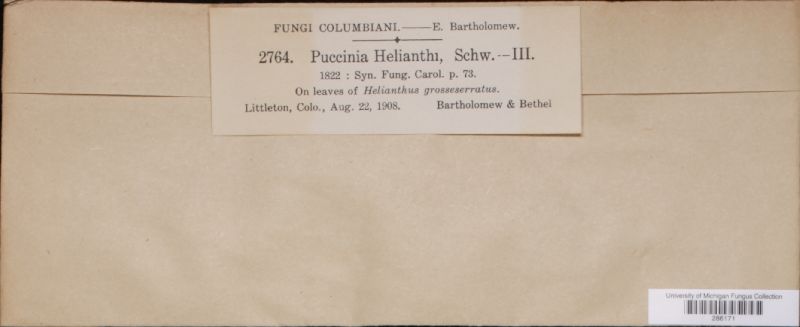 FUNGI COLUMBIANI.——E. Bartholomew.
2764. Puccinia Helianthi, Schw.—III.
1822 : Syn. Fung. Carol. p. 73.
On leaves of Helianthus grosseserratus.
Littleton, Colo., Aug. 22, 1908. Bartholomew & Bethel
University of Michigan Fungus Collection
286171